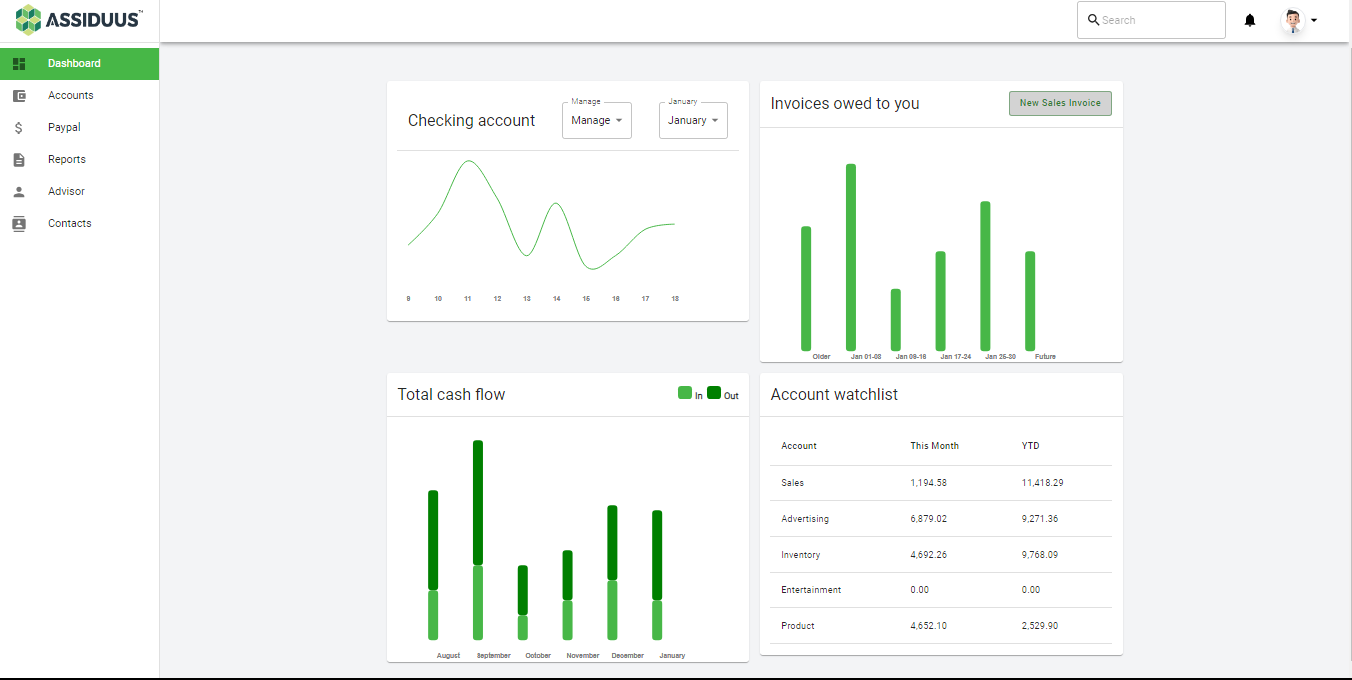 ASSIDUUS™
Search
Dashboard
Accounts
Paypal
Reports
Advisor
Contacts
Checking account
Manage
Manage
January
January
9 10 11 12 13 14 15 16 17 18
Invoices owed to you
New Sales Invoice
Older Jan 01-08 Jan 09-16 Jan 17-24 Jan 25-30 Future
Total cash flow
In Out
August September October November December January
Account watchlist
Account This Month YTD
Sales 1,194.58 11,418.29
Advertising 6,879.02 9,271.36
Inventory 4,692.26 9,768.09
Entertainment 0.00 0.00
Product 4,652.10 2,529.90